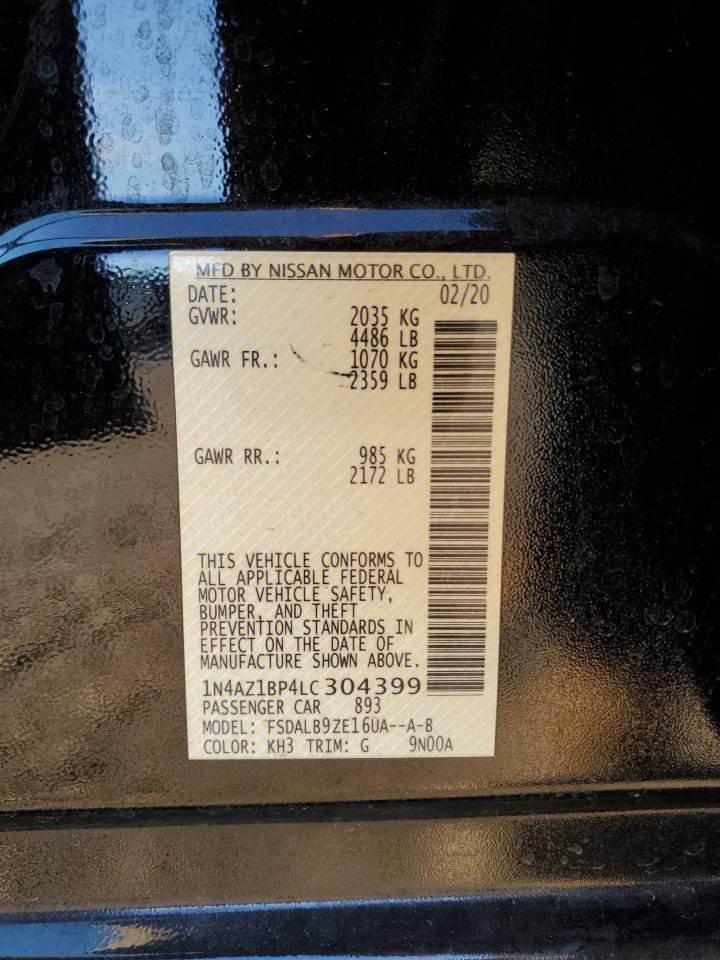 MFD BY NISSAN MOTOR CO., LTD.
DATE: 02/20
GVWR: 2035 KG
4486 LB
GAWR FR.: 1070 KG
2359 LB
GAWR RR.: 985 KG
2172 LB
THIS VEHICLE CONFORMS TO
ALL APPLICABLE FEDERAL
MOTOR VEHICLE SAFETY,
BUMPER, AND THEFT
PREVENTION STANDARDS IN
EFFECT ON THE DATE OF
MANUFACTURE SHOWN ABOVE.
1N4AZ1BP4LC304399
PASSENGER CAR 893
MODEL: FSDALB9ZE16UA--A-B
COLOR: KH3 TRIM: G 9N00A